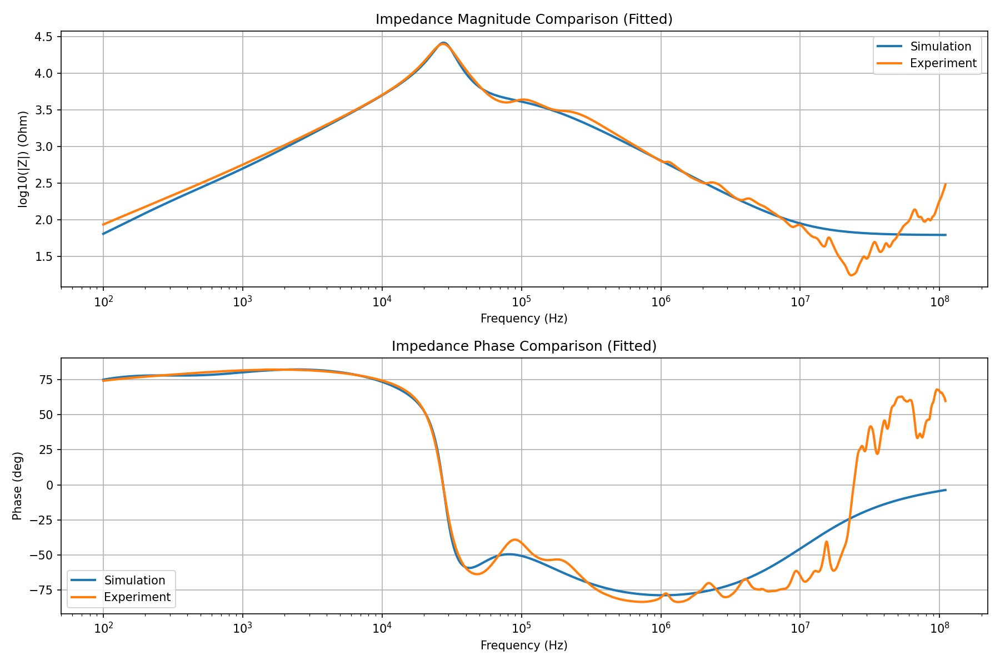 Impedance Magnitude Comparison (Fitted)
log10(|Z|) (Ohm)
4.5
4.0
3.5
3.0
2.5
2.0
1.5
Simulation
Experiment
10² 10³ 10⁴ 10⁵ 10⁶ 10⁷ 10⁸
Frequency (Hz)
Impedance Phase Comparison (Fitted)
Phase (deg)
75
50
25
0
−25
−50
−75
Simulation
Experiment
10² 10³ 10⁴ 10⁵ 10⁶ 10⁷ 10⁸
Frequency (Hz)